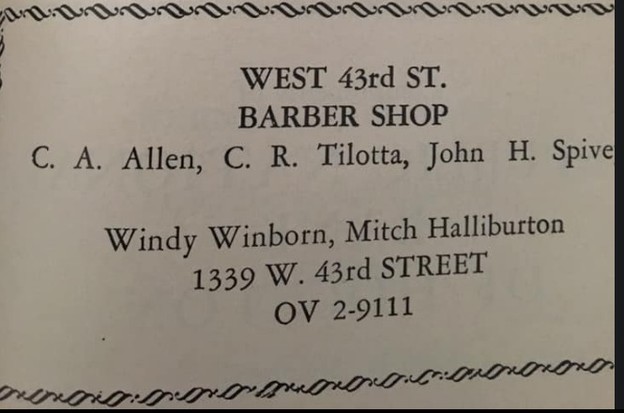 WEST 43rd ST.
BARBER SHOP
C. A. Allen, C. R. Tilotta, John H. Spive
Windy Winborn, Mitch Halliburton
1339 W. 43rd STREET
OV 2-9111